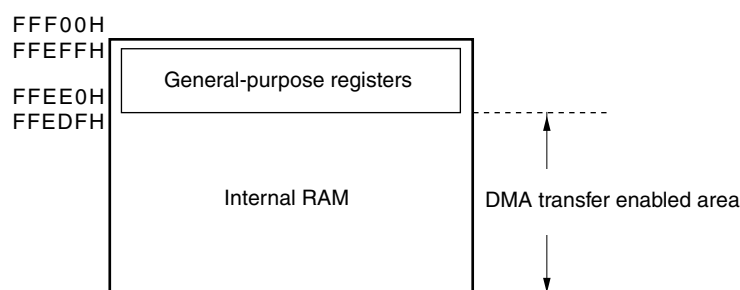 FFF00H
FFEFFH
General-purpose registers
FFEE0H
FFEDFH
Internal RAM
DMA transfer enabled area